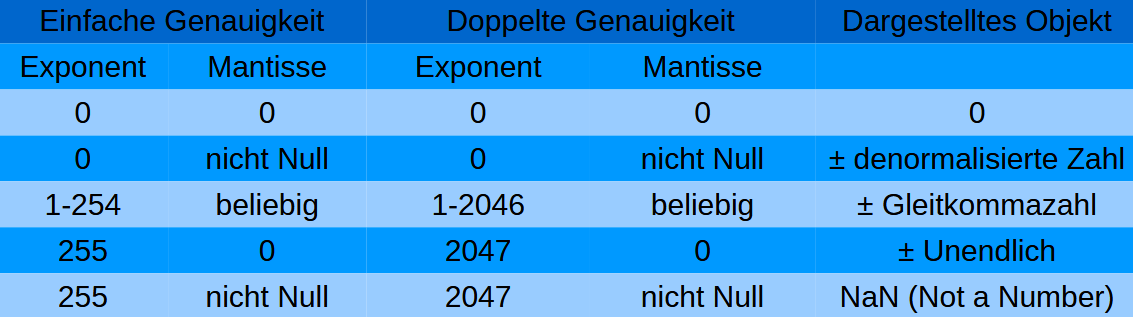 Einfache Genauigkeit Doppelte Genauigkeit Dargestelltes Objekt
Exponent Mantisse Exponent Mantisse
0 0 0 0 0
0 nicht Null 0 nicht Null ± denormalisierte Zahl
1-254 beliebig 1-2046 beliebig ± Gleitkommazahl
255 0 2047 0 ± Unendlich
255 nicht Null 2047 nicht Null NaN (Not a Number)